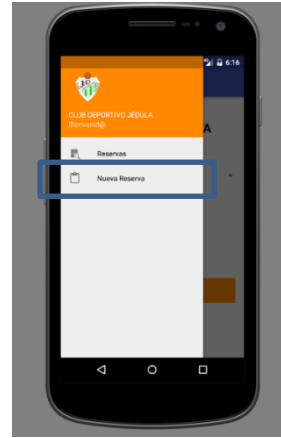 6:16
CLUB DEPORTIVO JÉDULA
Bienvenid@
A
Reservas
Nueva Reserva